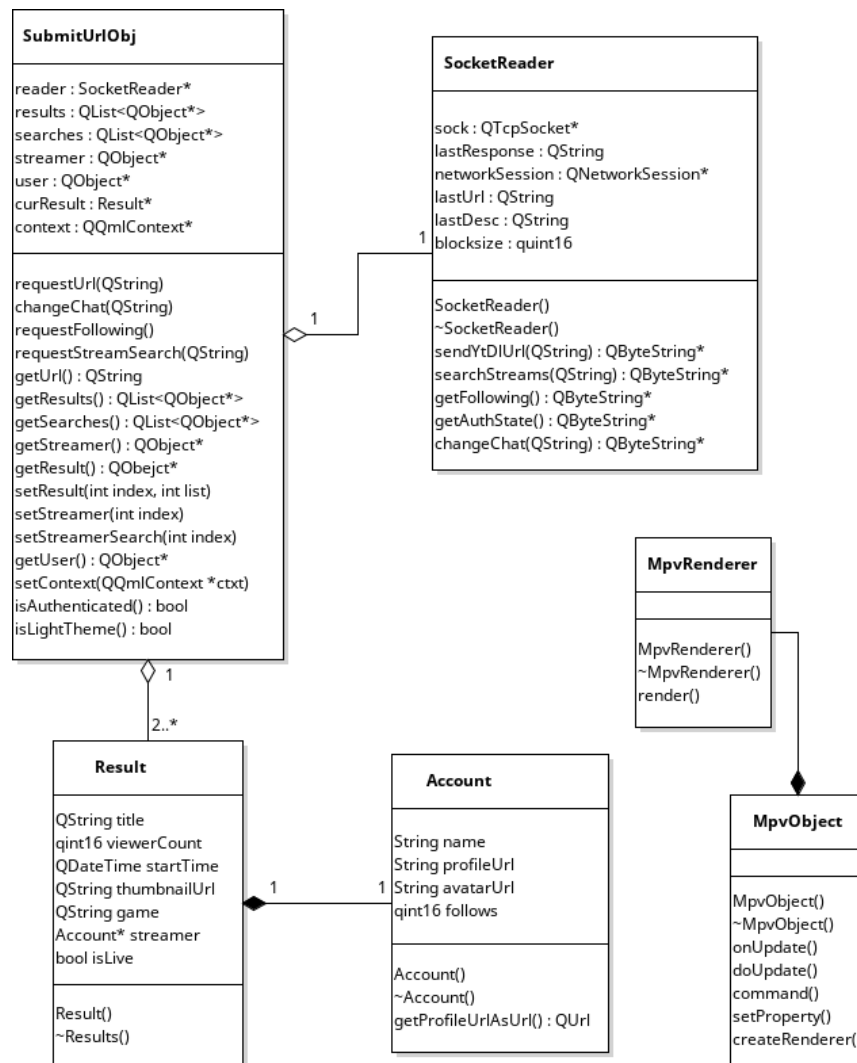 SubmitUrlObj
reader : SocketReader*
results : QList<QObject*>
searches : QList<QObject*>
streamer : QObject*
user : QObject*
curResult : Result*
context : QQmlContext*
requestUrl(QString)
changeChat(QString)
requestFollowing()
requestStreamSearch(QString)
getUrl() : QString
getResults() : QList<QObject*>
getSearches() : QList<QObject*>
getStreamer() : QObject*
getResult() : QObejct*
setResult(int index, int list)
setStreamer(int index)
setStreamerSearch(int index)
getUser() : QObject*
setContext(QQmlContext *ctxt)
isAuthenticated() : bool
isLightTheme() : bool
1
1
SocketReader
sock : QTcpSocket*
lastResponse : QString
networkSession : QNetworkSession*
lastUrl : QString
lastDesc : QString
blocksize : quint16
SocketReader()
~SocketReader()
sendYtDlUrl(QString) : QByteString*
searchStreams(QString) : QByteString*
getFollowing() : QByteString*
getAuthState() : QByteString*
changeChat(QString) : QByteString*
MpvRenderer
MpvRenderer()
~MpvRenderer()
render()
1
2..*
Result
QString title
qint16 viewerCount
QDateTime startTime
QString thumbnailUrl
QString game
Account* streamer
bool isLive
Result()
~Results()
1
1
Account
String name
String profileUrl
String avatarUrl
qint16 follows
Account()
~Account()
getProfileUrlAsUrl() : QUrl
MpvObject
MpvObject()
~MpvObject()
onUpdate()
doUpdate()
command()
setProperty()
createRenderer(